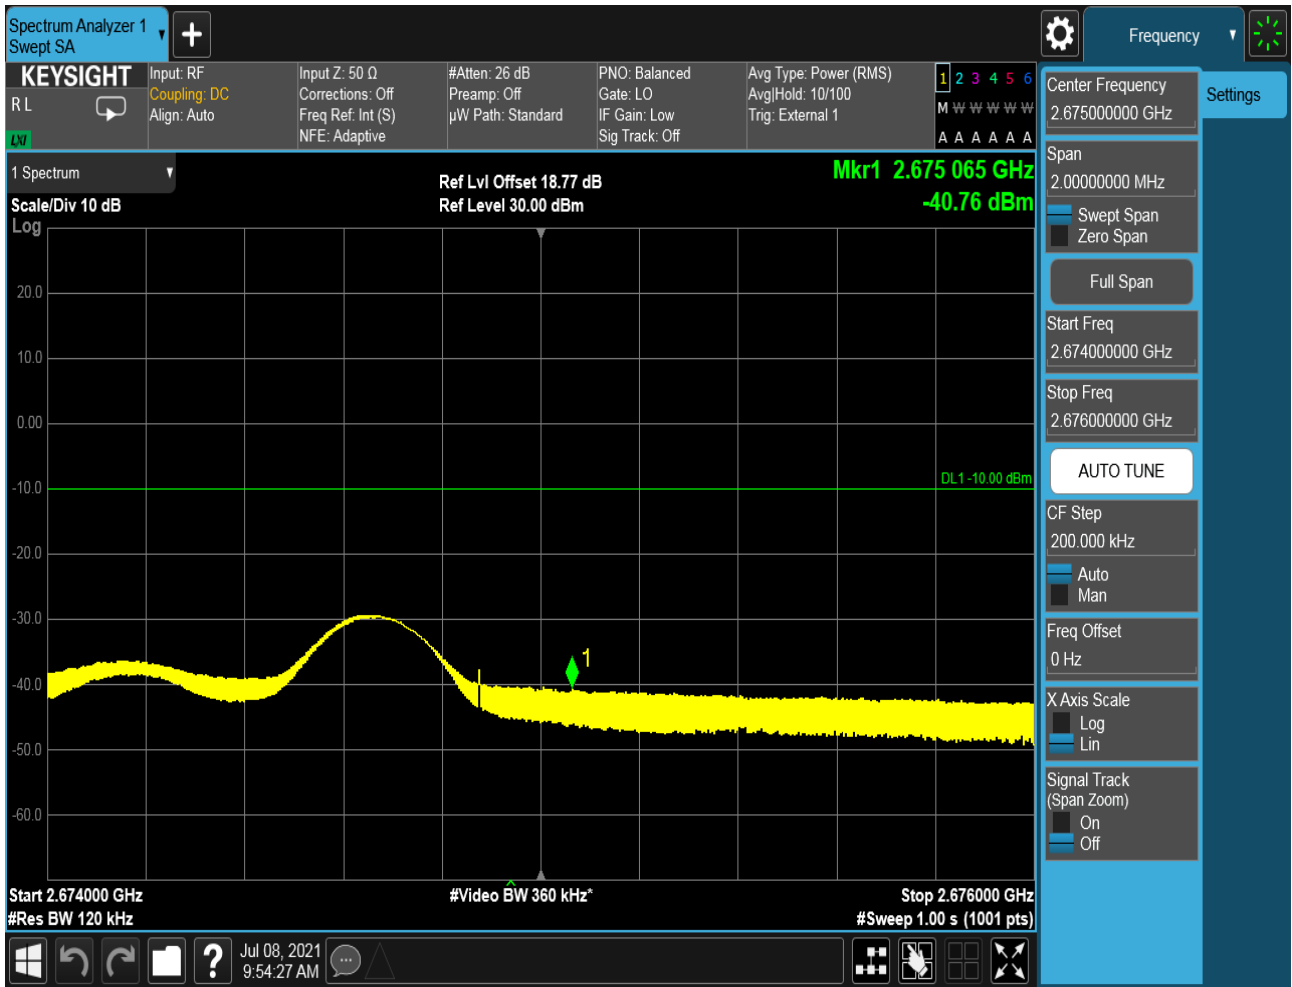 Spectrum Analyzer 1
Swept SA
+
Frequency
KEYSIGHT
R L
LXI
Input: RF
Coupling: DC
Align: Auto
Input Z: 50 Ω
Corrections: Off
Freq Ref: Int (S)
NFE: Adaptive
#Atten: 26 dB
Preamp: Off
µW Path: Standard
PNO: Balanced
Gate: LO
IF Gain: Low
Sig Track: Off
Avg Type: Power (RMS)
Avg|Hold: 10/100
Trig: External 1
1 2 3 4 5 6
M W W W W W
A A A A A A
1 Spectrum
Scale/Div 10 dB
Log
Ref Lvl Offset 18.77 dB
Ref Level 30.00 dBm
Mkr1 2.675 065 GHz
-40.76 dBm
20.0
10.0
0.00
-10.0
DL1 -10.00 dBm
-20.0
-30.0
1
-40.0
-50.0
-60.0
Start 2.674000 GHz
#Res BW 120 kHz
#Video BW 360 kHz*
Stop 2.676000 GHz
#Sweep 1.00 s (1001 pts)
Center Frequency
2.675000000 GHz
Settings
Span
2.00000000 MHz
Swept Span
Zero Span
Full Span
Start Freq
2.674000000 GHz
Stop Freq
2.676000000 GHz
AUTO TUNE
CF Step
200.000 kHz
Auto
Man
Freq Offset
0 Hz
X Axis Scale
Log
Lin
Signal Track
(Span Zoom)
On
Off
?
Jul 08, 2021
9:54:27 AM